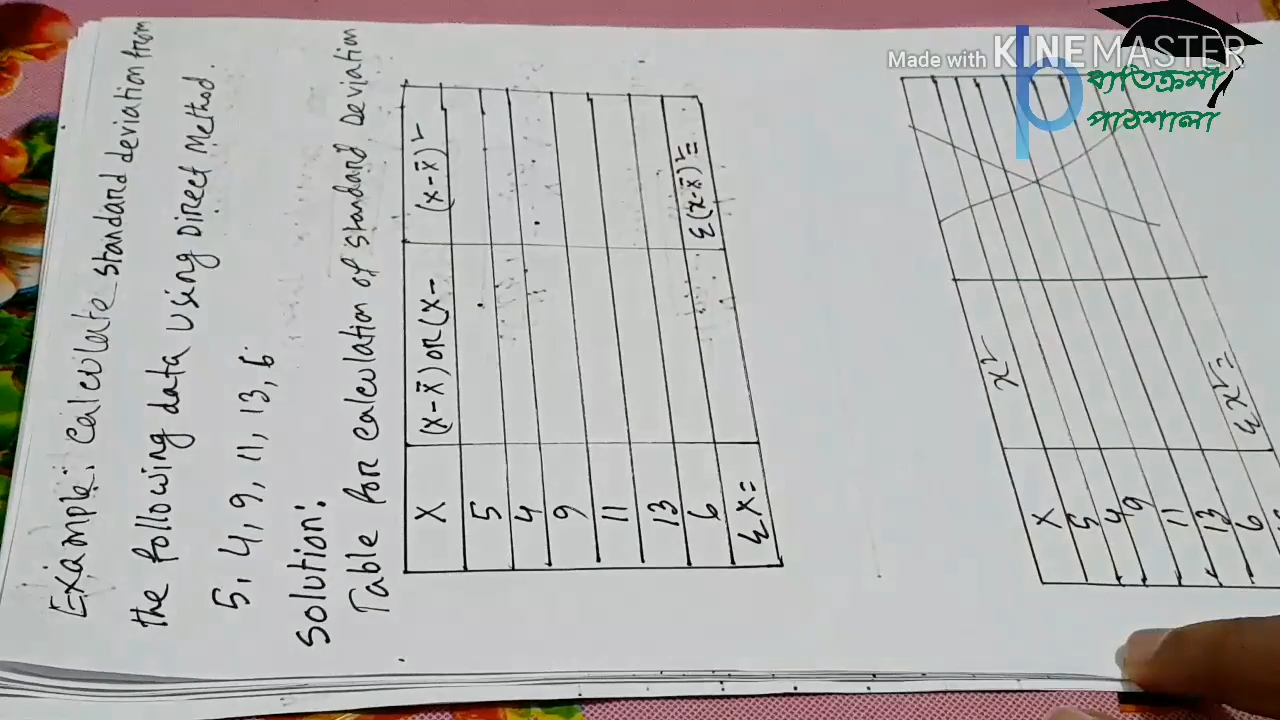 Example: Calculate standard deviation from
the following data using Direct Method.
5, 4, 9, 11, 13, 6
Solution:
Table for calculation of standard Deviation
X (x-x̄) OR (x- (x-x̄)²
5
4
9
11
13
6
ΣX= Σ(x-x̄)²=
X x²
5
4
9
11
13
6
Σx²=
Made with KINEMASTER
ব্যতিক্রমী
পাঠশালা